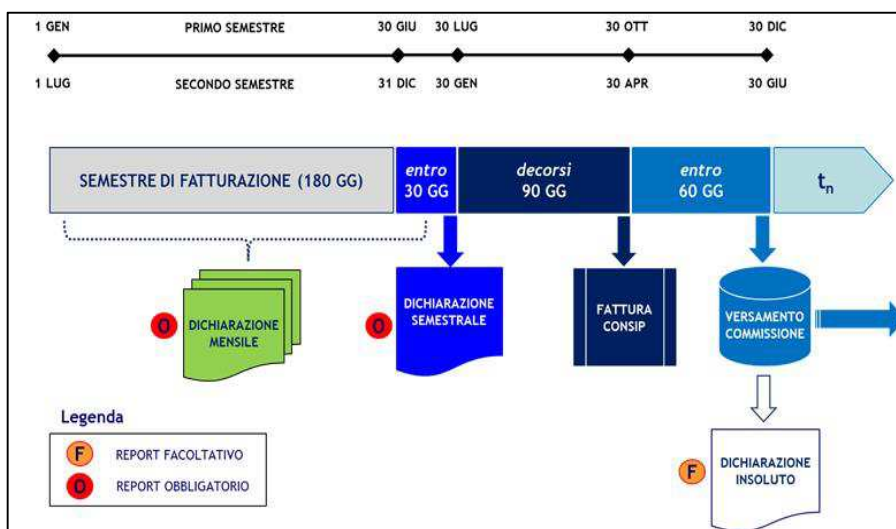 1 GEN PRIMO SEMESTRE 30 GIU 30 LUG 30 OTT 30 DIC
1 LUG SECONDO SEMESTRE 31 DIC 30 GEN 30 APR 30 GIU
SEMESTRE DI FATTURAZIONE (180 GG)
entro
30 GG
decorsi
90 GG
entro
60 GG
tn
O
DICHIARAZIONE
MENSILE
O
DICHIARAZIONE
SEMESTRALE
FATTURA
CONSIP
VERSAMENTO
COMMISSIONE
Legenda
F REPORT FACOLTATIVO
O REPORT OBBLIGATORIO
F
DICHIARAZIONE
INSOLUTO